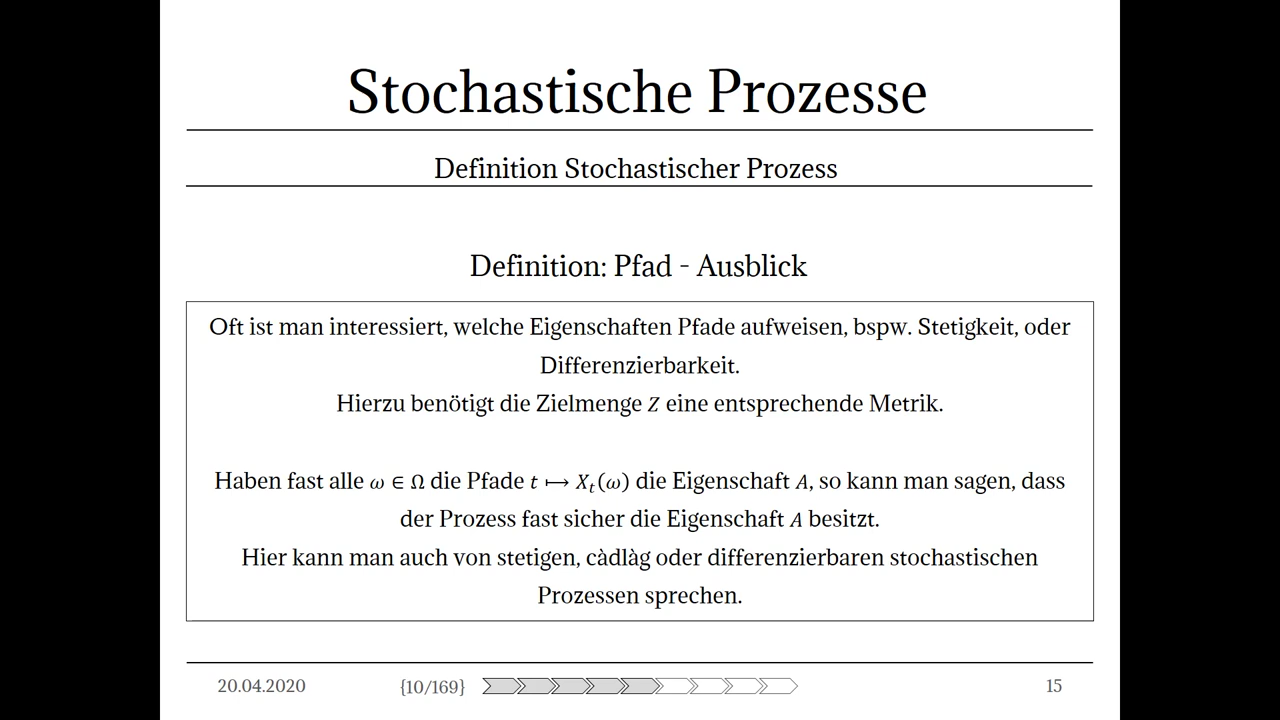 Stochastische Prozesse
Definition Stochastischer Prozess
Definition: Pfad - Ausblick
Oft ist man interessiert, welche Eigenschaften Pfade aufweisen, bspw. Stetigkeit, oder
Differenzierbarkeit.
Hierzu benötigt die Zielmenge Z eine entsprechende Metrik.
Haben fast alle ω ∈ Ω die Pfade t ↦ X_t(ω) die Eigenschaft A, so kann man sagen, dass
der Prozess fast sicher die Eigenschaft A besitzt.
Hier kann man auch von stetigen, càdlàg oder differenzierbaren stochastischen
Prozessen sprechen.
20.04.2020 {10/169} 15